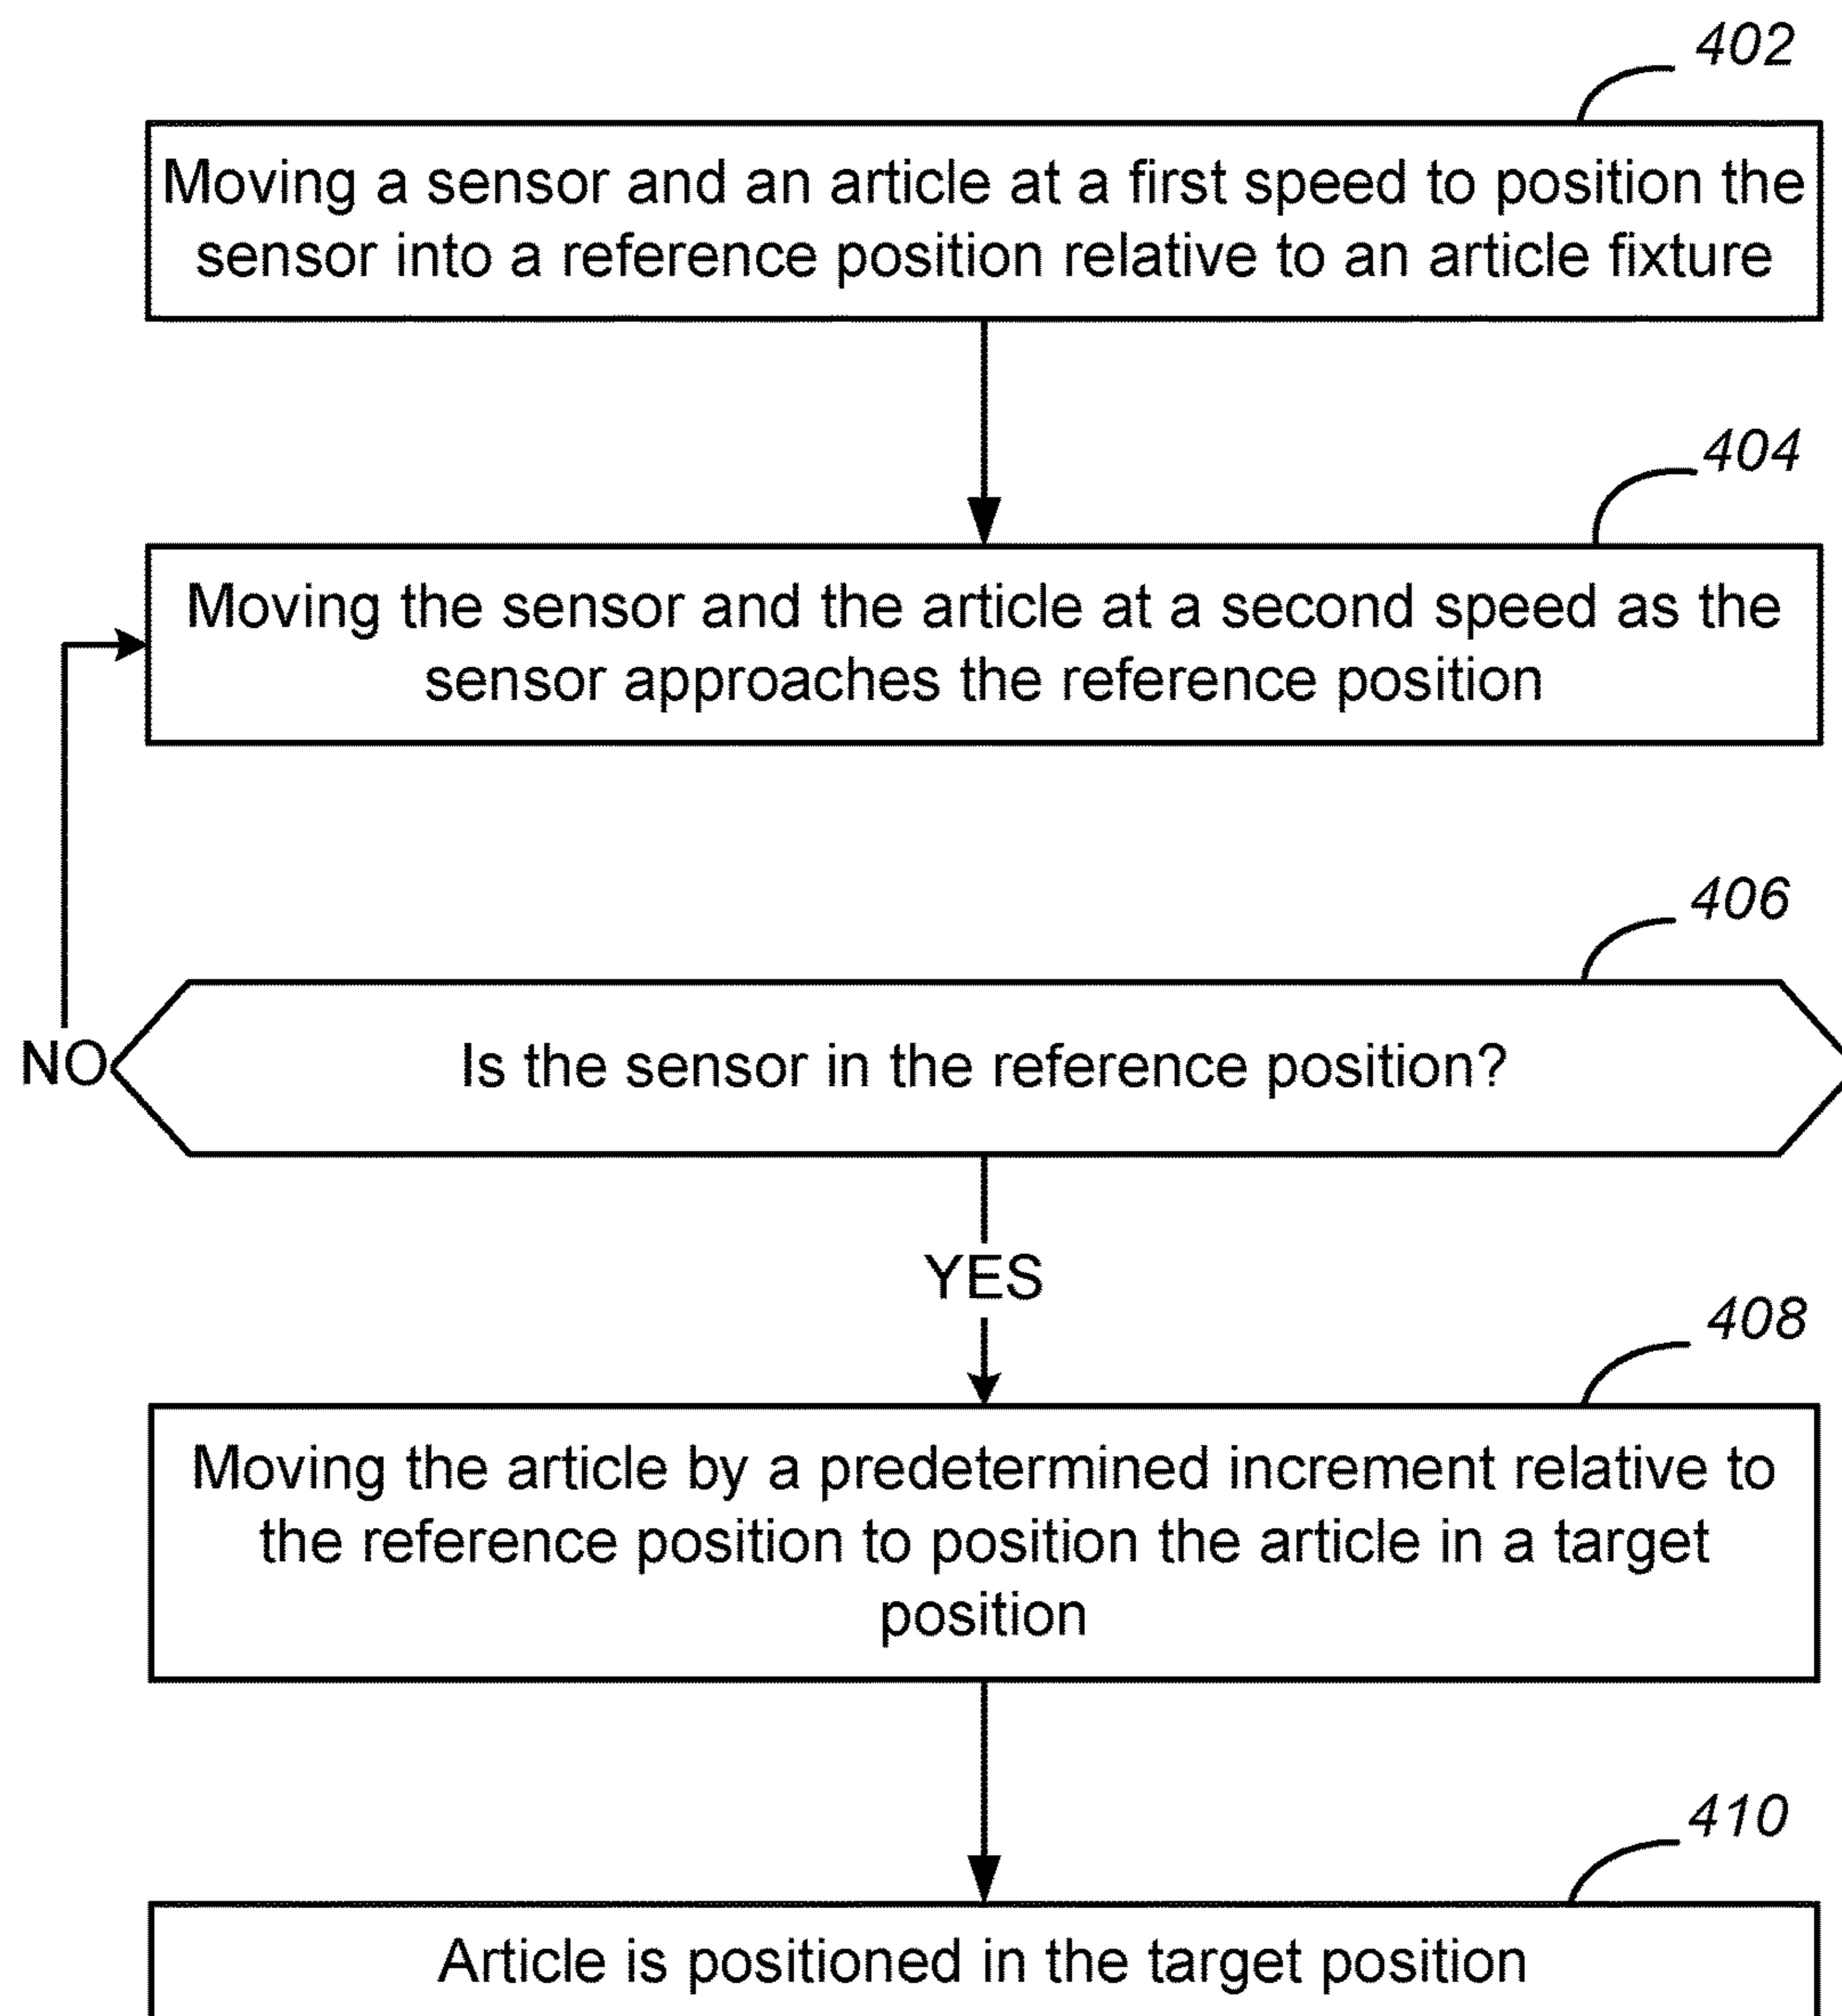 402
Moving a sensor and an article at a first speed to position the
sensor into a reference position relative to an article fixture
404
Moving the sensor and the article at a second speed as the
sensor approaches the reference position
406
NO
Is the sensor in the reference position?
YES
408
Moving the article by a predetermined increment relative to
the reference position to position the article in a target
position
410
Article is positioned in the target position